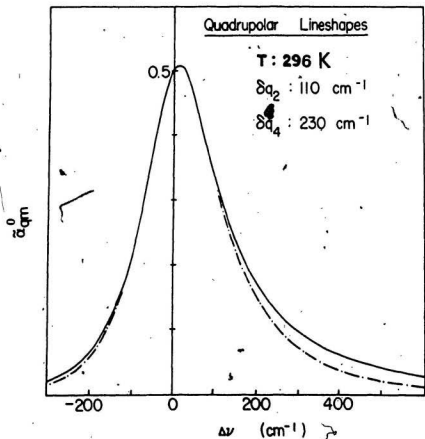 Quadrupolar Lineshapes
T: 296 K
δq₂ : 110 cm⁻¹
δq₄ : 230 cm⁻¹
0.5
α̃⁰qm
-200 0 200 400
Δν (cm⁻¹)